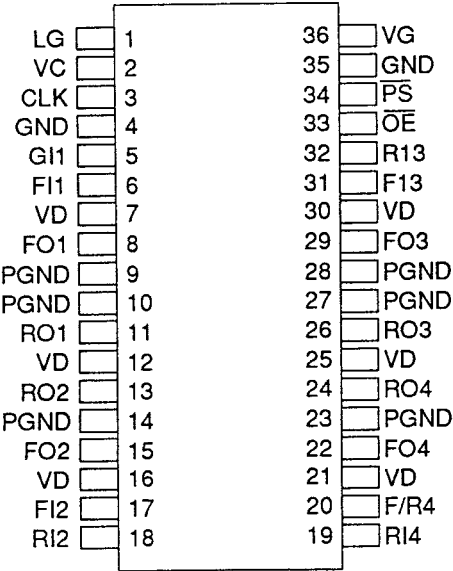 LG 1 36 VG
VC 2 35 GND
CLK 3 34 PS
GND 4 33 OE
GI1 5 32 R13
FI1 6 31 F13
VD 7 30 VD
FO1 8 29 FO3
PGND 9 28 PGND
PGND 10 27 PGND
RO1 11 26 RO3
VD 12 25 VD
RO2 13 24 RO4
PGND 14 23 PGND
FO2 15 22 FO4
VD 16 21 VD
FI2 17 20 F/R4
RI2 18 19 RI4